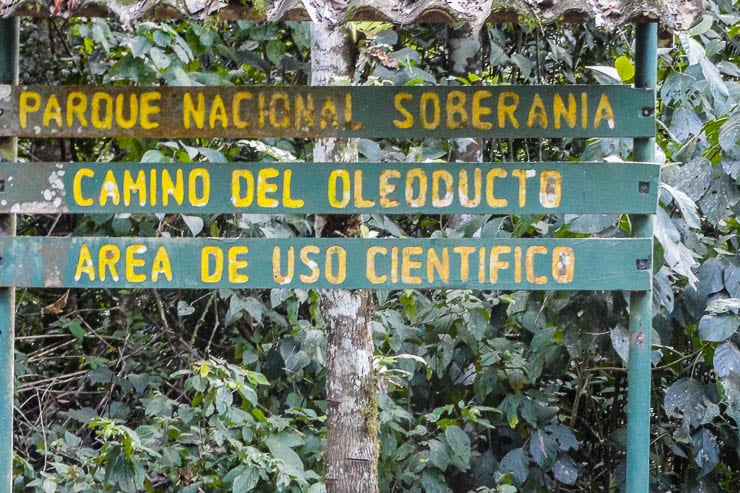 PARQUE NACIONAL SOBERANIA
CAMINO DEL OLEODUCTO
AREA DE USO CIENTIFICO